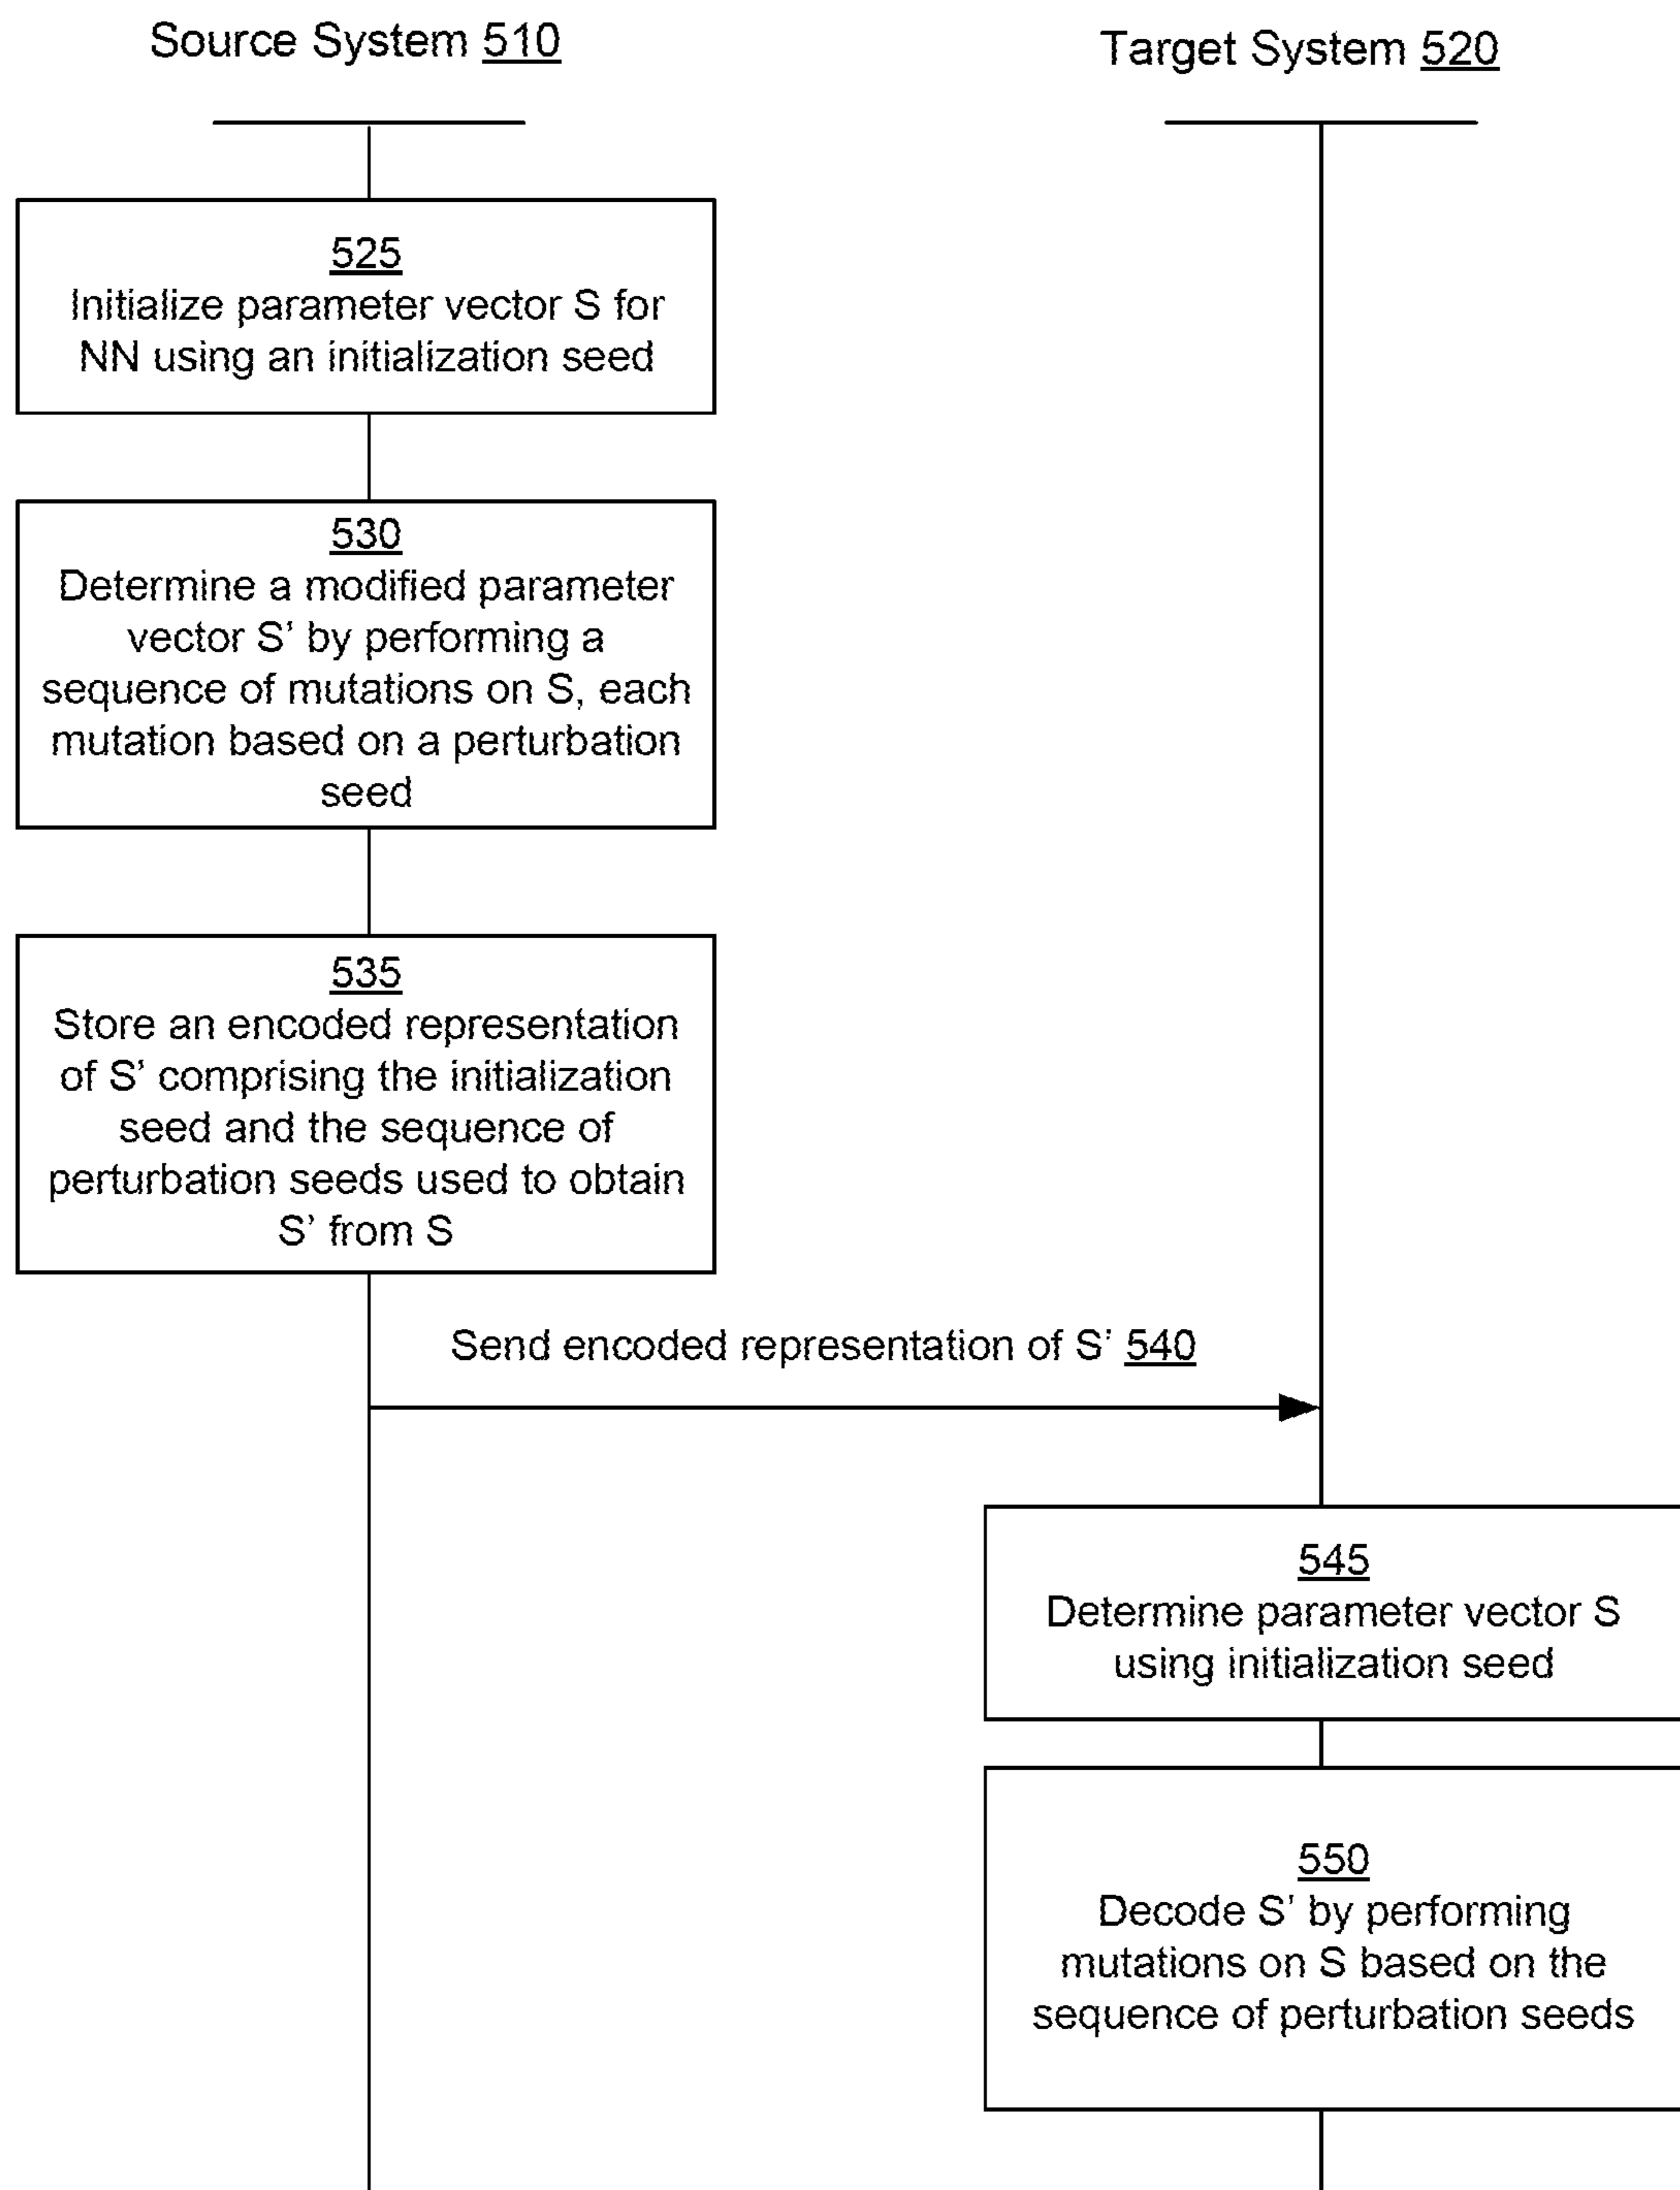 Source System 510
Target System 520
525
Initialize parameter vector S for
NN using an initialization seed
530
Determine a modified parameter
vector S' by performing a
sequence of mutations on S, each
mutation based on a perturbation
seed
535
Store an encoded representation
of S' comprising the initialization
seed and the sequence of
perturbation seeds used to obtain
S' from S
Send encoded representation of S' 540
545
Determine parameter vector S
using initialization seed
550
Decode S' by performing
mutations on S based on the
sequence of perturbation seeds